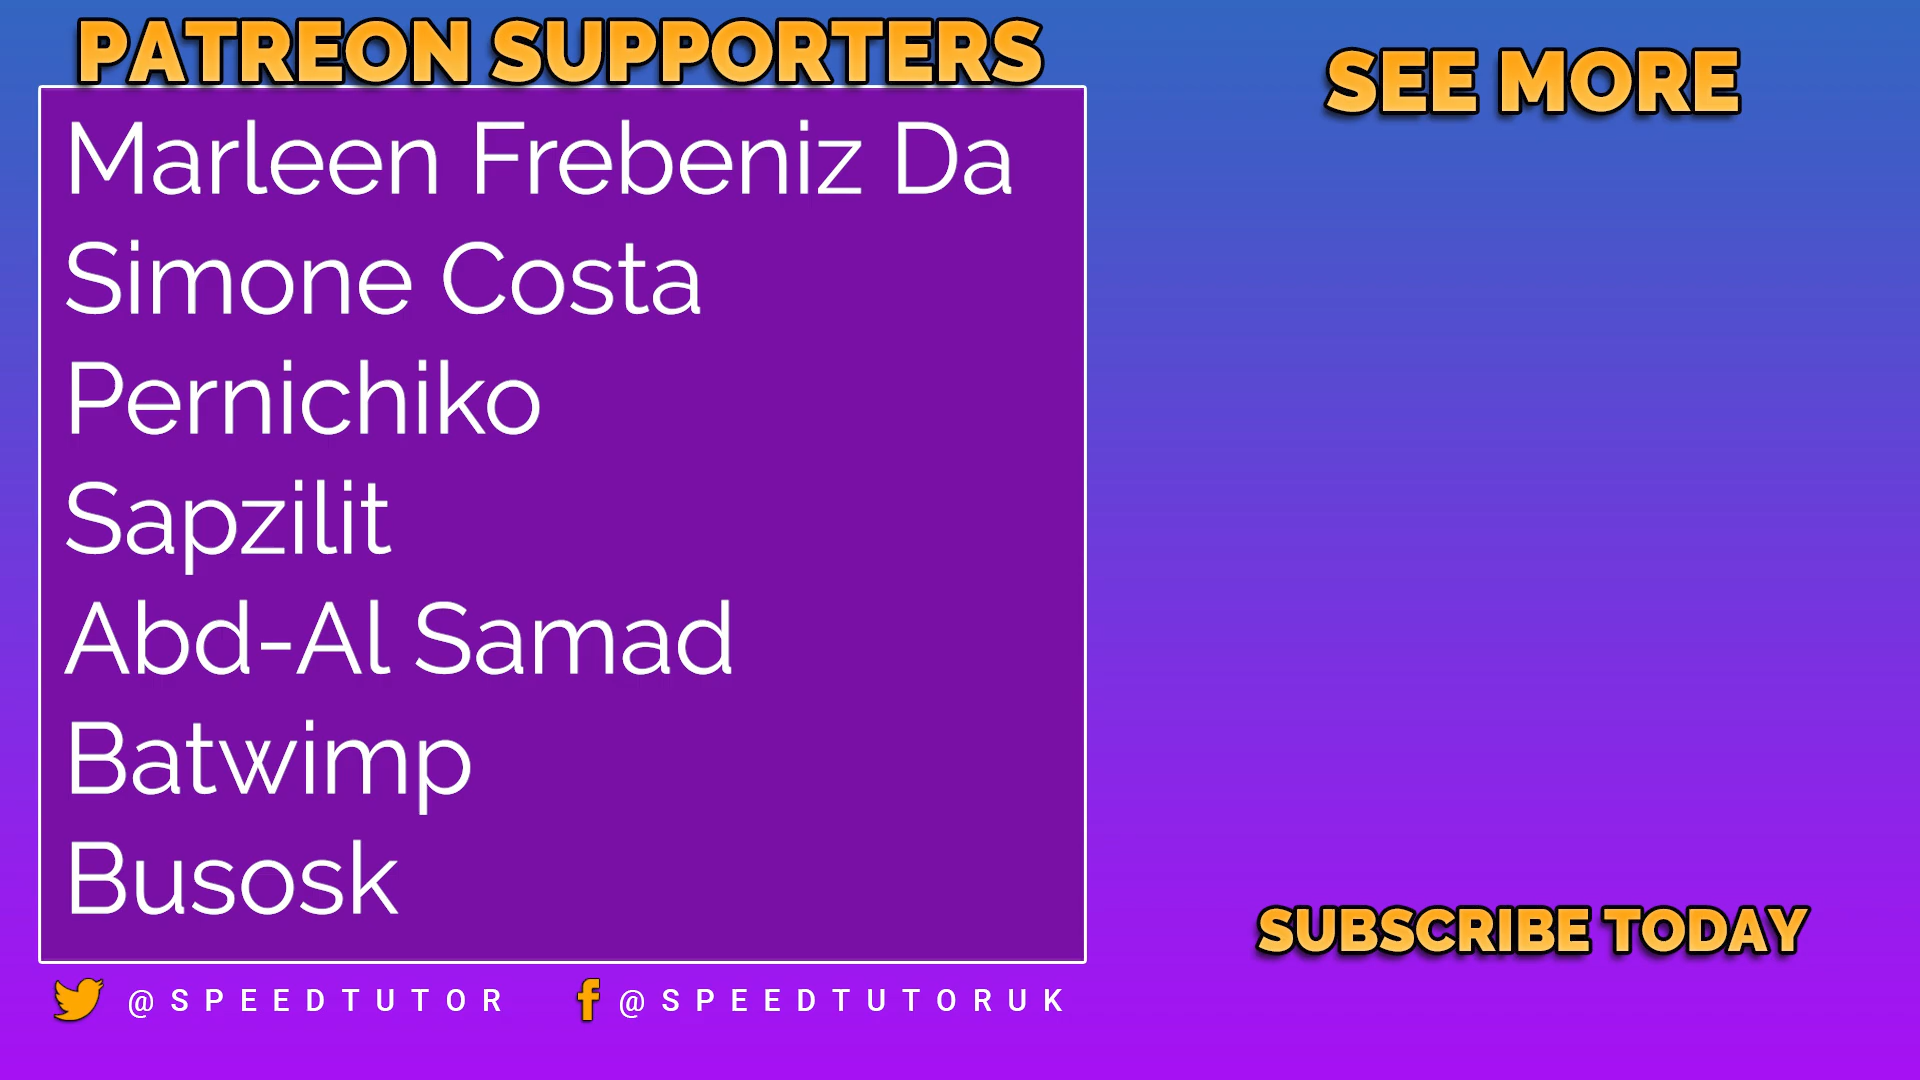 PATREON SUPPORTERS
Marleen Frebeniz Da
Simone Costa
Pernichiko
Sapzilit
Abd-Al Samad
Batwimp
Busosk
@SPEEDTUTOR
@SPEEDTUTORUK
SEE MORE
SUBSCRIBE TODAY